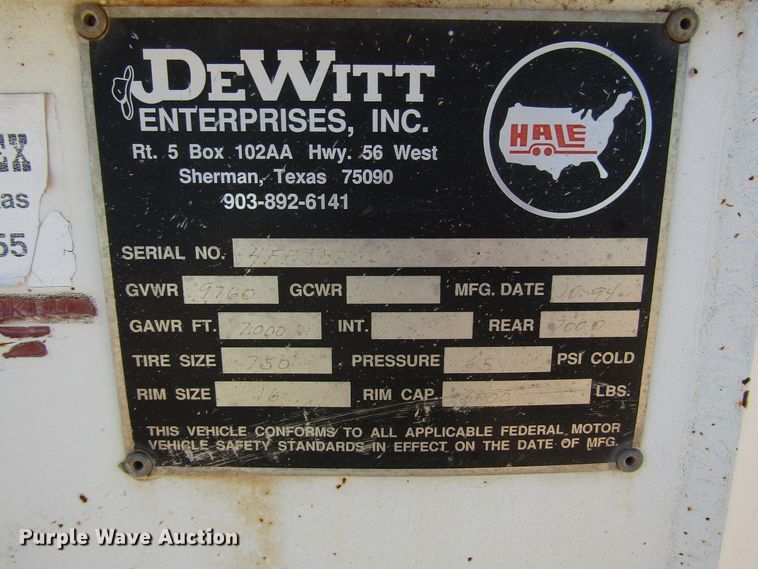 DEWITT
ENTERPRISES, INC.
Rt. 5 Box 102AA Hwy. 56 West
Sherman, Texas 75090
903-892-6141
HALE
EX
as
55
SERIAL NO.
GVWR 9760 GCWR MFG. DATE 10-94
GAWR FT. 7000 INT. REAR 7000
TIRE SIZE 750 PRESSURE 65 PSI COLD
RIM SIZE 16 RIM CAP. LBS.
THIS VEHICLE CONFORMS TO ALL APPLICABLE FEDERAL MOTOR
VEHICLE SAFETY STANDARDS IN EFFECT ON THE DATE OF MFG.
Purple Wave Auction